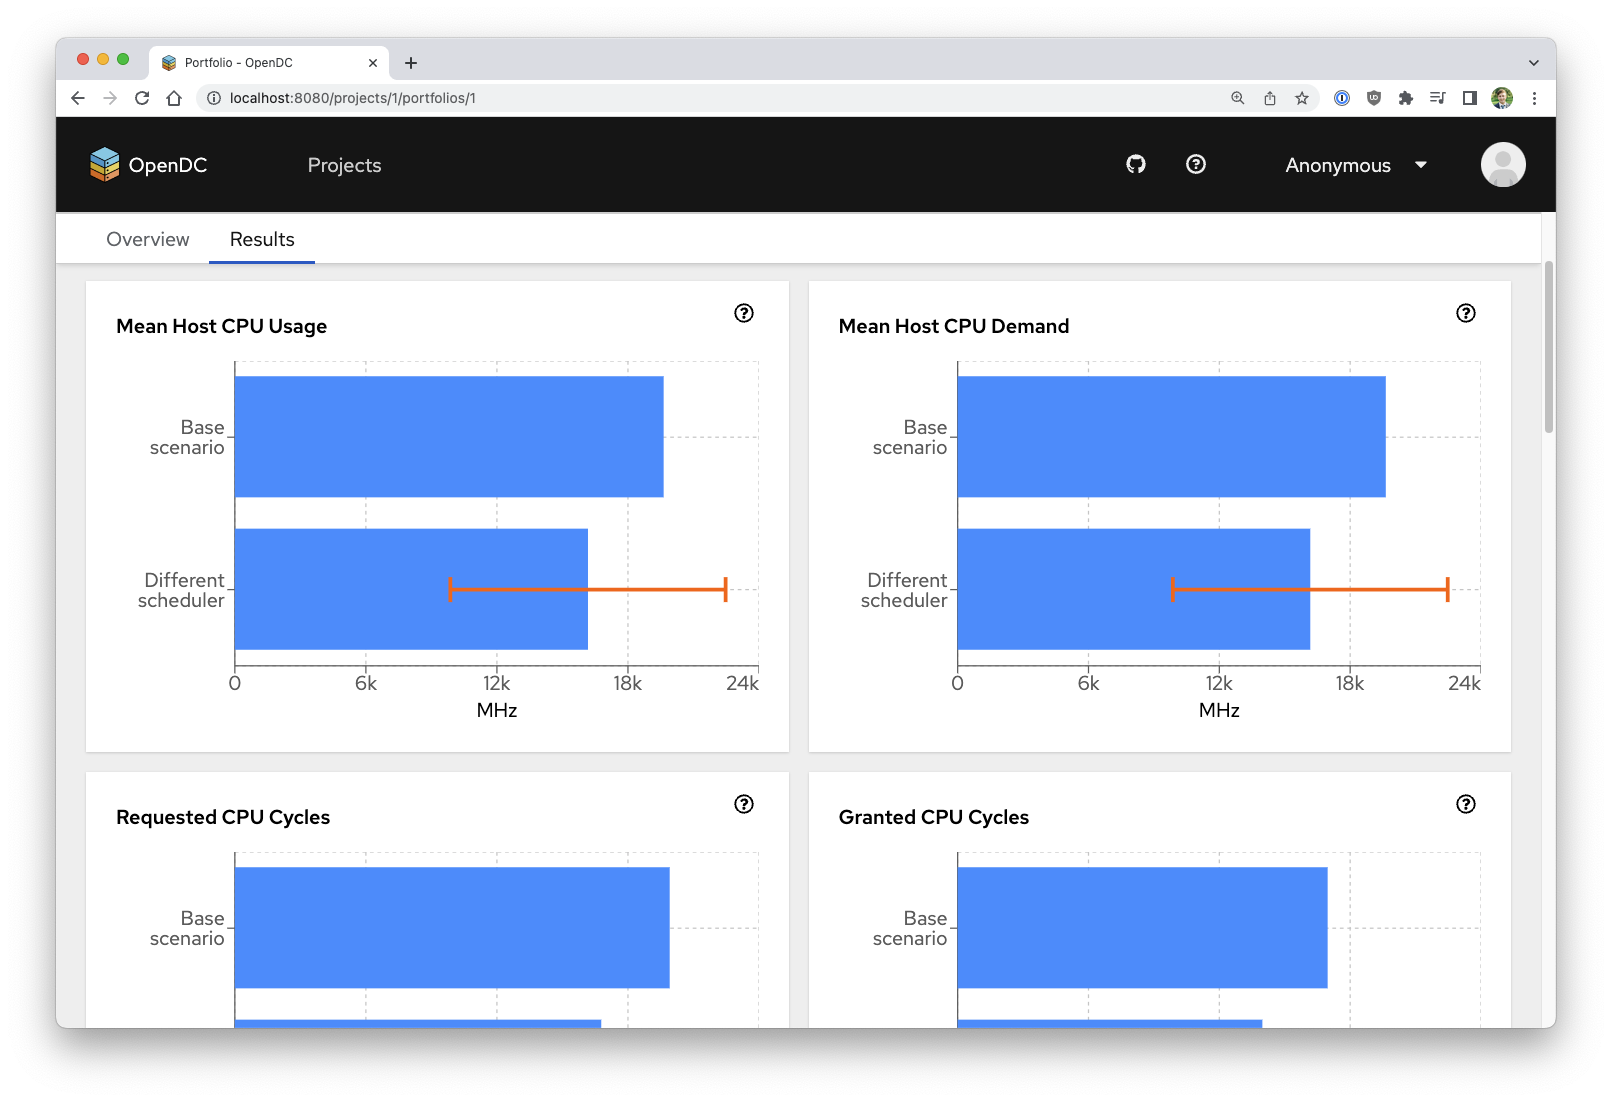 Portfolio - OpenDC
localhost:8080/projects/1/portfolios/1
OpenDC
Projects
Anonymous
Overview
Results
Mean Host CPU Usage
Base
scenario
Different
scheduler
0 6k 12k 18k 24k
MHz
Mean Host CPU Demand
Base
scenario
Different
scheduler
0 6k 12k 18k 24k
MHz
Requested CPU Cycles
Base
scenario
Granted CPU Cycles
Base
scenario